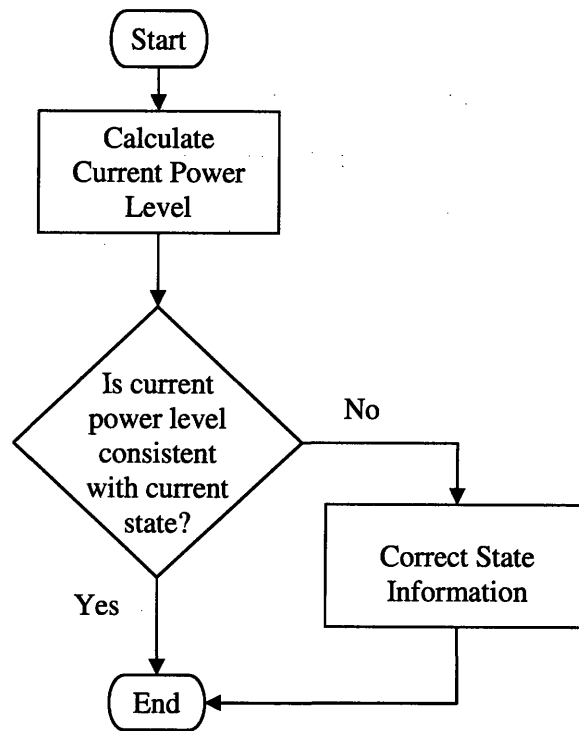 Start
Calculate
Current Power
Level
Is current
power level
consistent
with current
state?
No
Yes
Correct State
Information
End